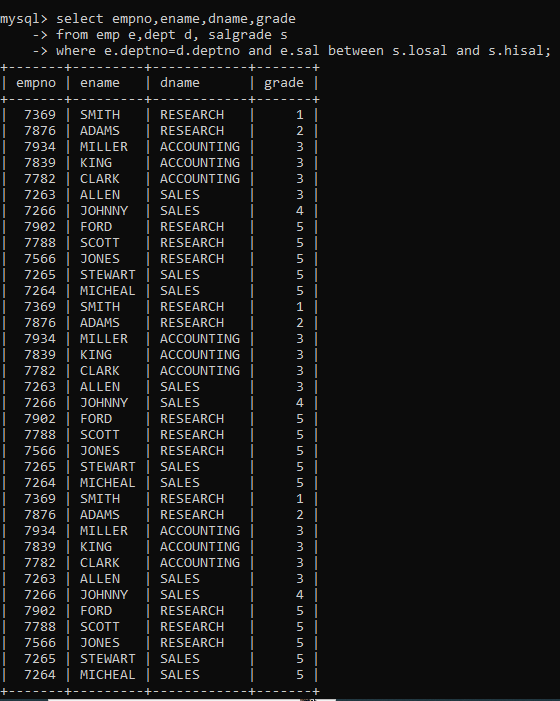 mysql> select empno,ename,dname,grade
    -> from emp e,dept d, salgrade s
    -> where e.deptno=d.deptno and e.sal between s.losal and s.hisal;
+-------+---------+------------+-------+
| empno | ename   | dname      | grade |
+-------+---------+------------+-------+
|  7369 | SMITH   | RESEARCH   |     1 |
|  7876 | ADAMS   | RESEARCH   |     2 |
|  7934 | MILLER  | ACCOUNTING |     3 |
|  7839 | KING    | ACCOUNTING |     3 |
|  7782 | CLARK   | ACCOUNTING |     3 |
|  7263 | ALLEN   | SALES      |     3 |
|  7266 | JOHNNY  | SALES      |     4 |
|  7902 | FORD    | RESEARCH   |     5 |
|  7788 | SCOTT   | RESEARCH   |     5 |
|  7566 | JONES   | RESEARCH   |     5 |
|  7265 | STEWART | SALES      |     5 |
|  7264 | MICHEAL | SALES      |     5 |
|  7369 | SMITH   | RESEARCH   |     1 |
|  7876 | ADAMS   | RESEARCH   |     2 |
|  7934 | MILLER  | ACCOUNTING |     3 |
|  7839 | KING    | ACCOUNTING |     3 |
|  7782 | CLARK   | ACCOUNTING |     3 |
|  7263 | ALLEN   | SALES      |     3 |
|  7266 | JOHNNY  | SALES      |     4 |
|  7902 | FORD    | RESEARCH   |     5 |
|  7788 | SCOTT   | RESEARCH   |     5 |
|  7566 | JONES   | RESEARCH   |     5 |
|  7265 | STEWART | SALES      |     5 |
|  7264 | MICHEAL | SALES      |     5 |
|  7369 | SMITH   | RESEARCH   |     1 |
|  7876 | ADAMS   | RESEARCH   |     2 |
|  7934 | MILLER  | ACCOUNTING |     3 |
|  7839 | KING    | ACCOUNTING |     3 |
|  7782 | CLARK   | ACCOUNTING |     3 |
|  7263 | ALLEN   | SALES      |     3 |
|  7266 | JOHNNY  | SALES      |     4 |
|  7902 | FORD    | RESEARCH   |     5 |
|  7788 | SCOTT   | RESEARCH   |     5 |
|  7566 | JONES   | RESEARCH   |     5 |
|  7265 | STEWART | SALES      |     5 |
|  7264 | MICHEAL | SALES      |     5 |
+-------+---------+------------+-------+